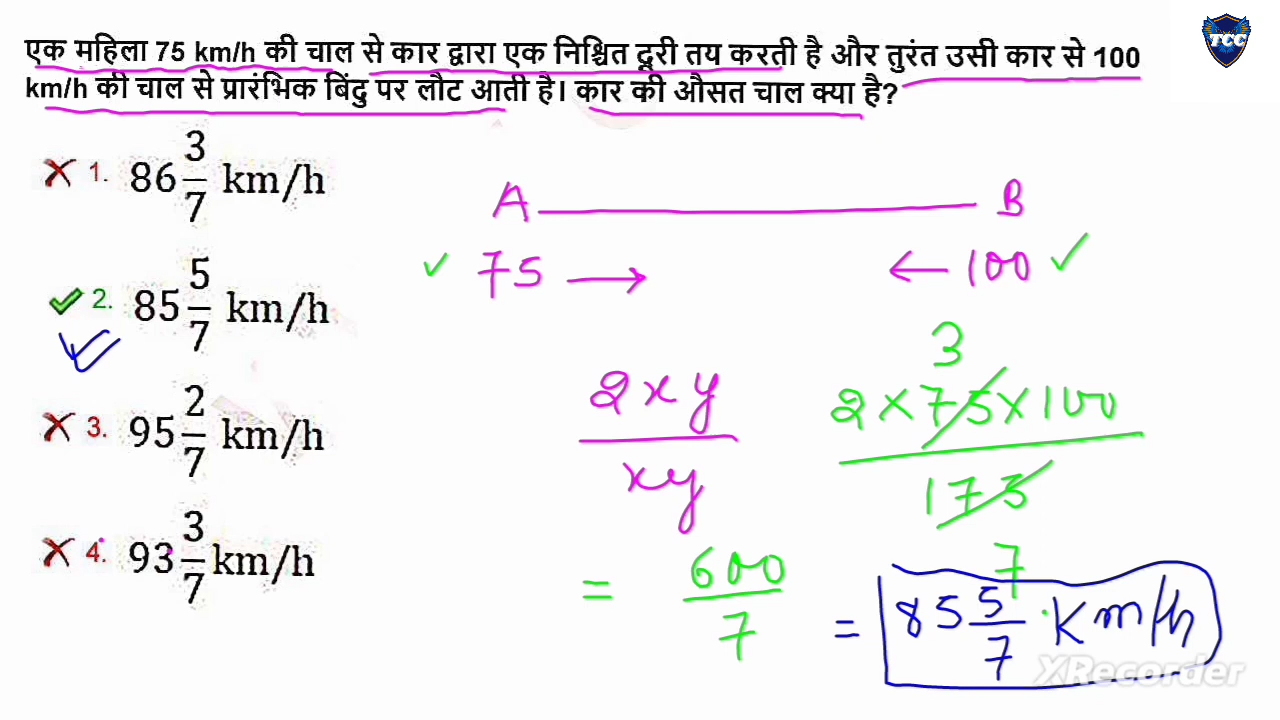 एक महिला 75 km/h की चाल से कार द्वारा एक निश्चित दूरी तय करती है और तुरंत उसी कार से 100
km/h की चाल से प्रारंभिक बिंदु पर लौट आती है। कार की औसत चाल क्या है?
TCC
1. 86 3/7 km/h
2. 85 5/7 km/h
3. 95 2/7 km/h
4. 93 3/7 km/h
A B
75 → ← 100
3
2xy/xy 2×75×100/175
7
= 600/7 = 85 5/7 Km/h
XRecorder